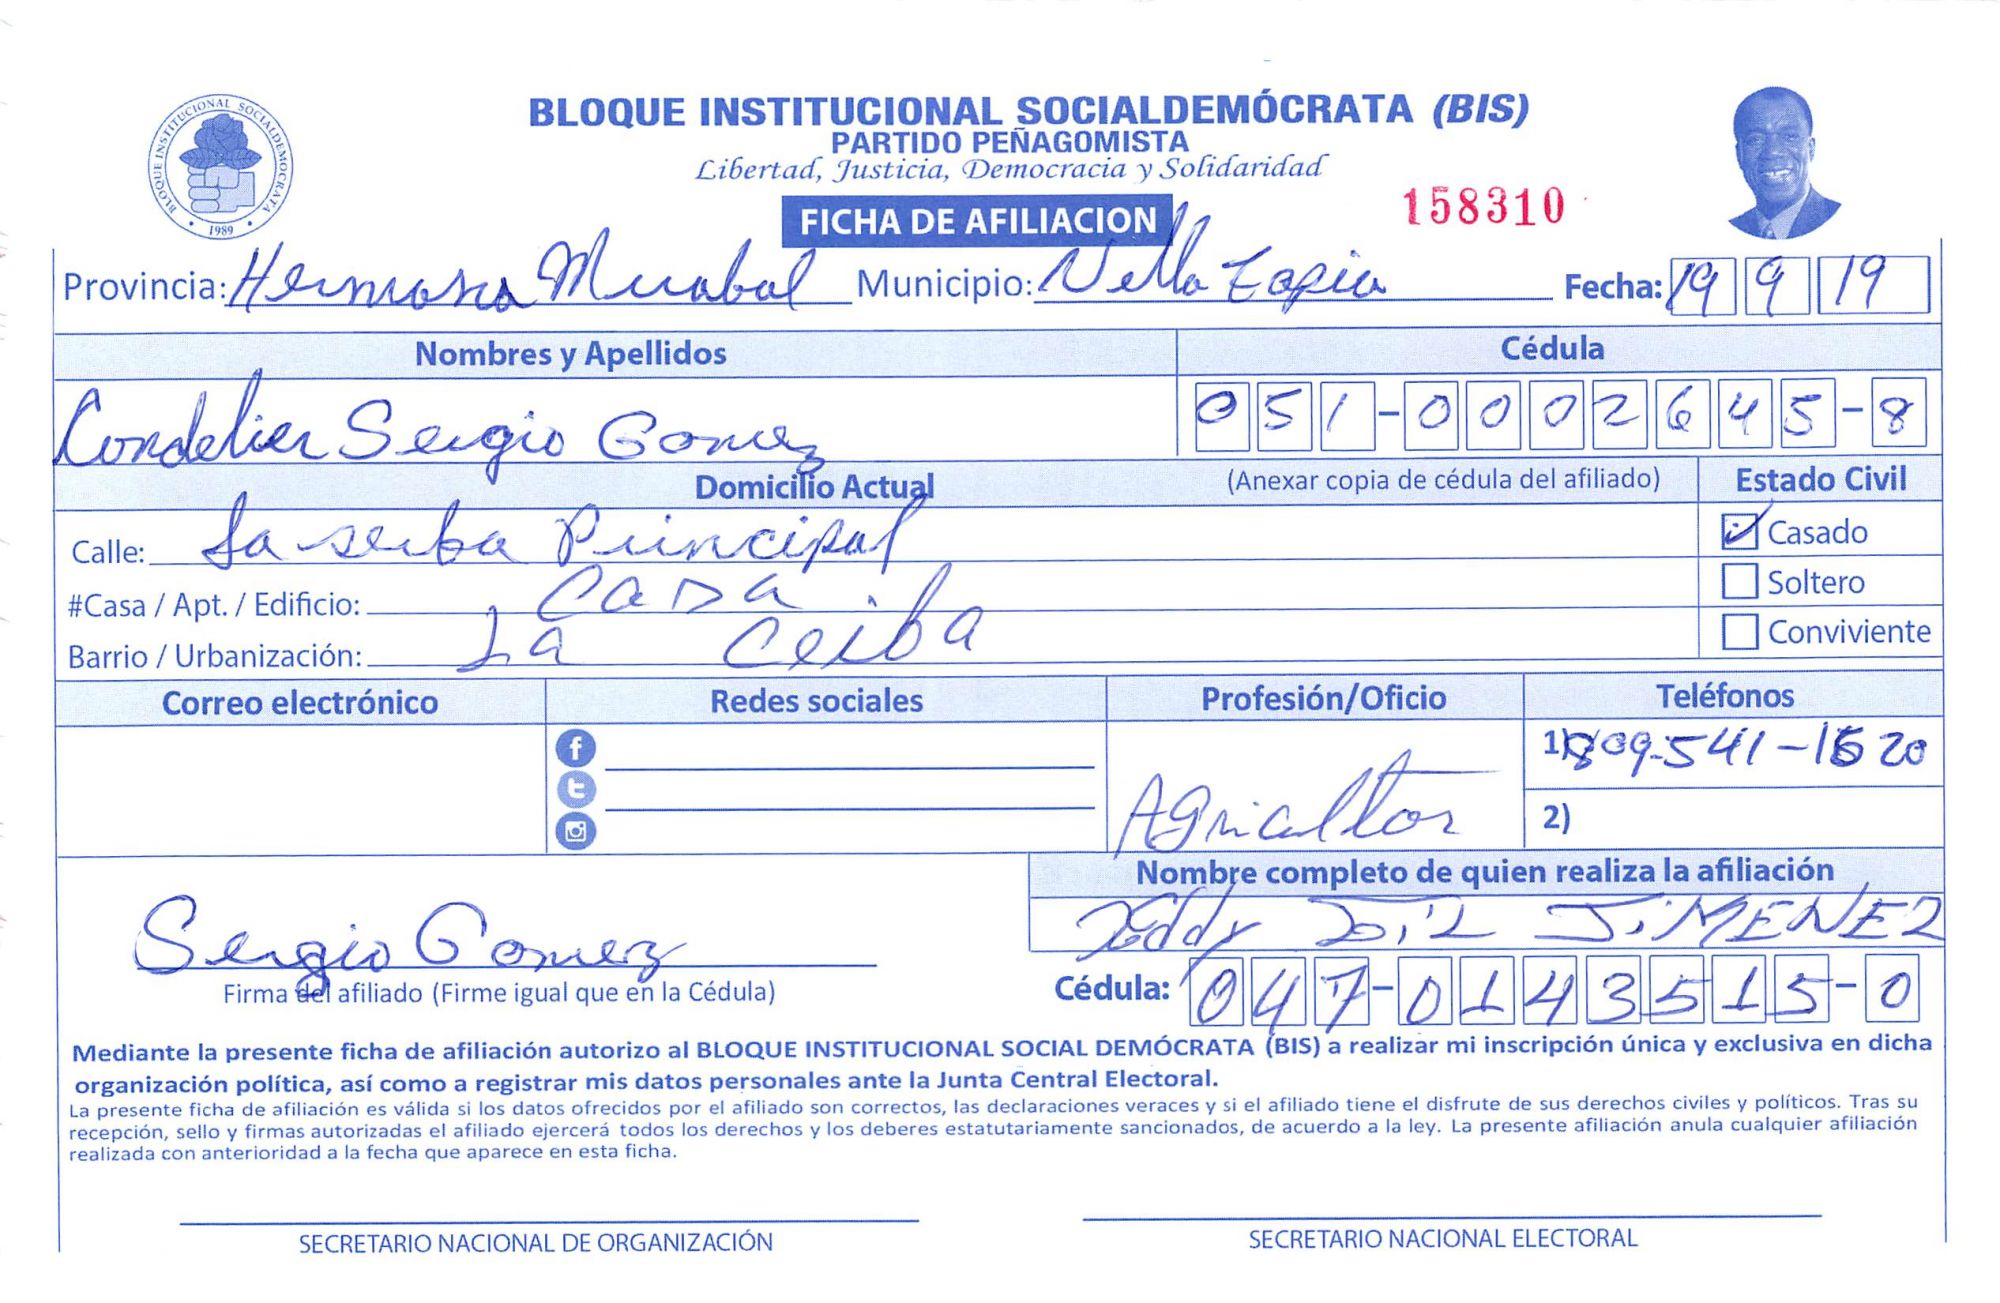 BLOQUE INSTITUCIONAL SOCIALDEMOCRATA
1989
BLOQUE INSTITUCIONAL SOCIALDEMÓCRATA (BIS)
PARTIDO PEÑAGOMISTA
Libertad, Justicia, Democracia y Solidaridad
FICHA DE AFILIACION
158310
Provincia: Hermana Mirabal Municipio: Villa Tapia Fecha: 19 9 19
Nombres y Apellidos Cédula
Cordelier Sergio Gomez 051-0002645-8
Domicilio Actual (Anexar copia de cédula del afiliado) Estado Civil
Calle: La seiba Principal Casado
#Casa / Apt. / Edificio: casa Soltero
Barrio / Urbanización: La Ceiba Conviviente
Correo electrónico Redes sociales Profesión/Oficio Teléfonos
1) 809-541-1620
Agricultor 2)
Nombre completo de quien realiza la afiliación
JiMENEZ
Sergio Gomez
Firma del afiliado (Firme igual que en la Cédula) Cédula: 047-0143515-0
Mediante la presente ficha de afiliación autorizo al BLOQUE INSTITUCIONAL SOCIAL DEMÓCRATA (BIS) a realizar mi inscripción única y exclusiva en dicha
organización política, así como a registrar mis datos personales ante la Junta Central Electoral.
La presente ficha de afiliación es válida si los datos ofrecidos por el afiliado son correctos, las declaraciones veraces y si el afiliado tiene el disfrute de sus derechos civiles y políticos. Tras su
recepción, sello y firmas autorizadas el afiliado ejercerá todos los derechos y los deberes estatutariamente sancionados, de acuerdo a la ley. La presente afiliación anula cualquier afiliación
realizada con anterioridad a la fecha que aparece en esta ficha.
SECRETARIO NACIONAL DE ORGANIZACIÓN SECRETARIO NACIONAL ELECTORAL